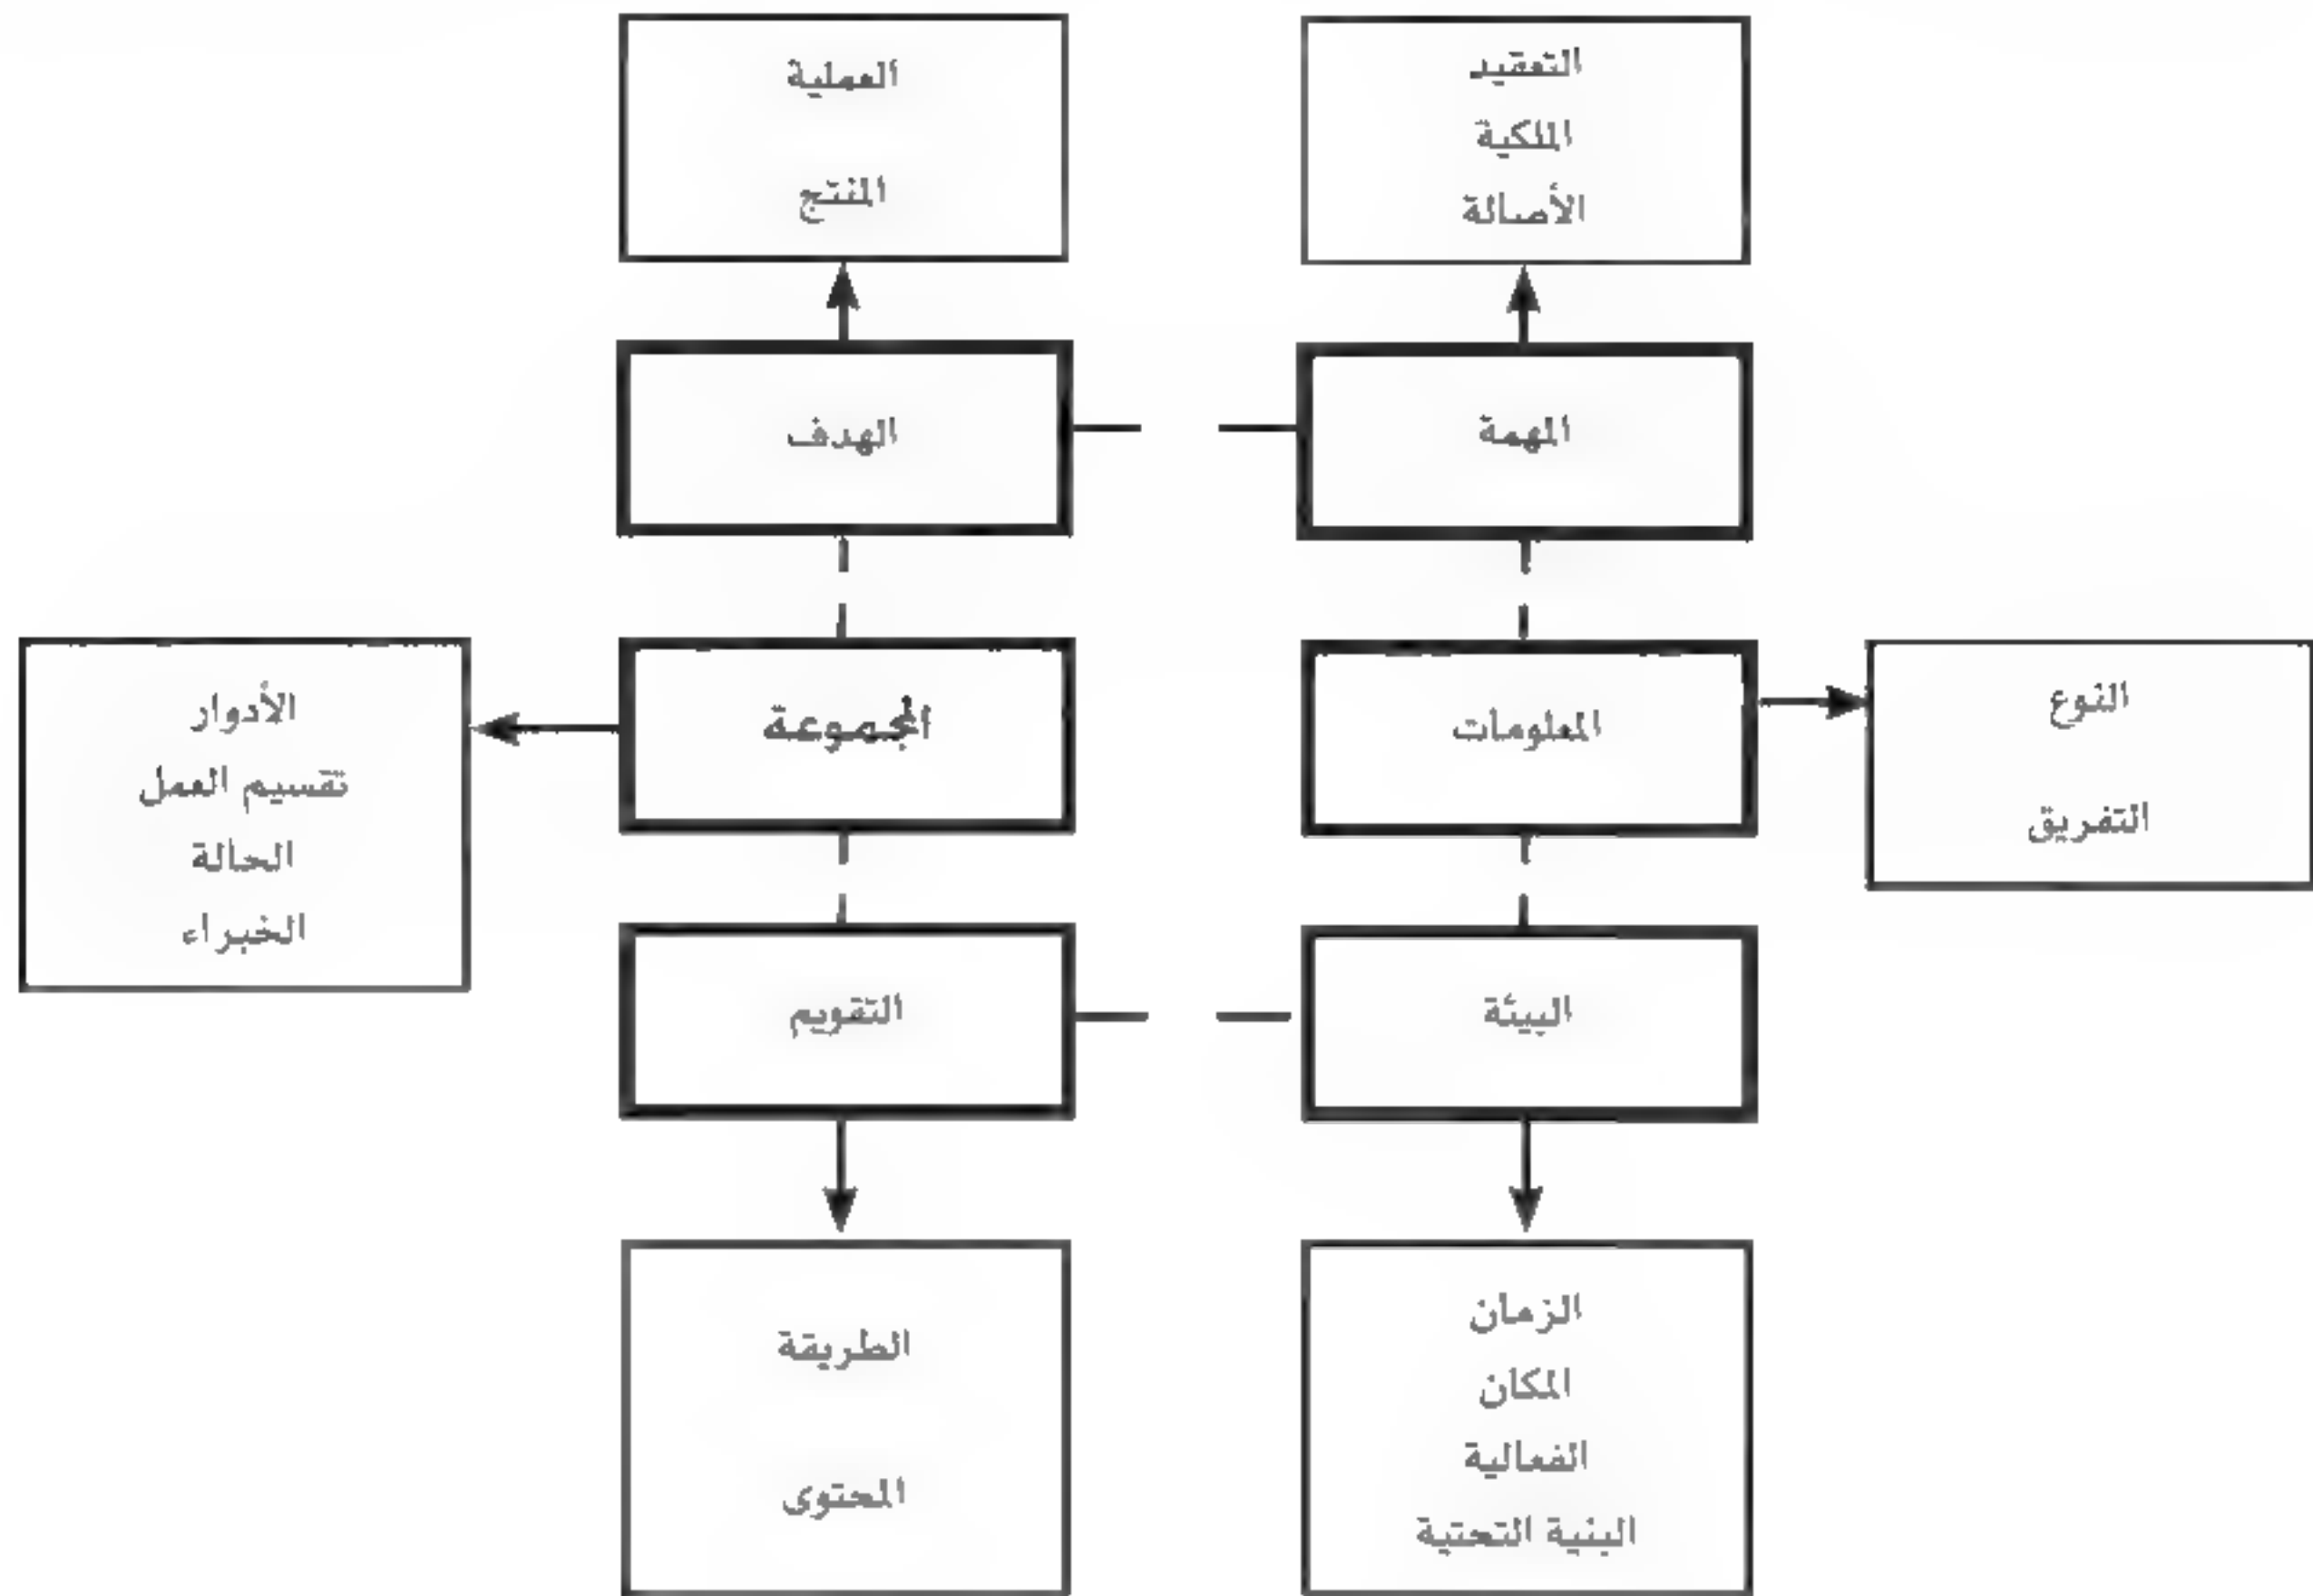 التعقيد
الملكية
الأصالة
العملية
المنتج
المهمة
الهدف
النوع
التفريق
المعلومات
المجموعة
الأدوار
تقسيم العمل
الحالة
الخبراء
البيئة
التقويم
الزمان
المكان
الفعالية
البنية التحتية
الطريقة
المحتوى